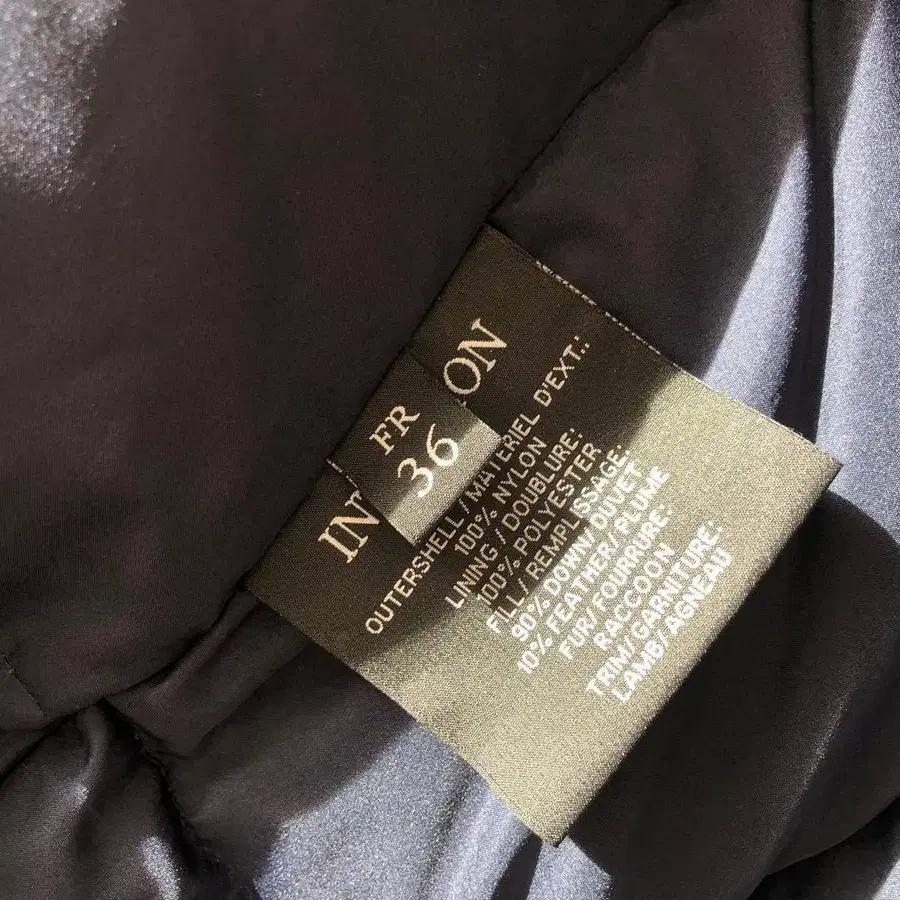 IN
ON
FR
36
OUTERSHELL / MATERIEL D'EXT.:
100% NYLON
LINING / DOUBLURE:
100% POLYESTER
FILL / REMPLISSAGE:
90% DOWN / DUVET
10% FEATHER / PLUME
FUR / FOURRURE:
RACCOON
TRIM / GARNITURE:
LAMB / AGNEAU